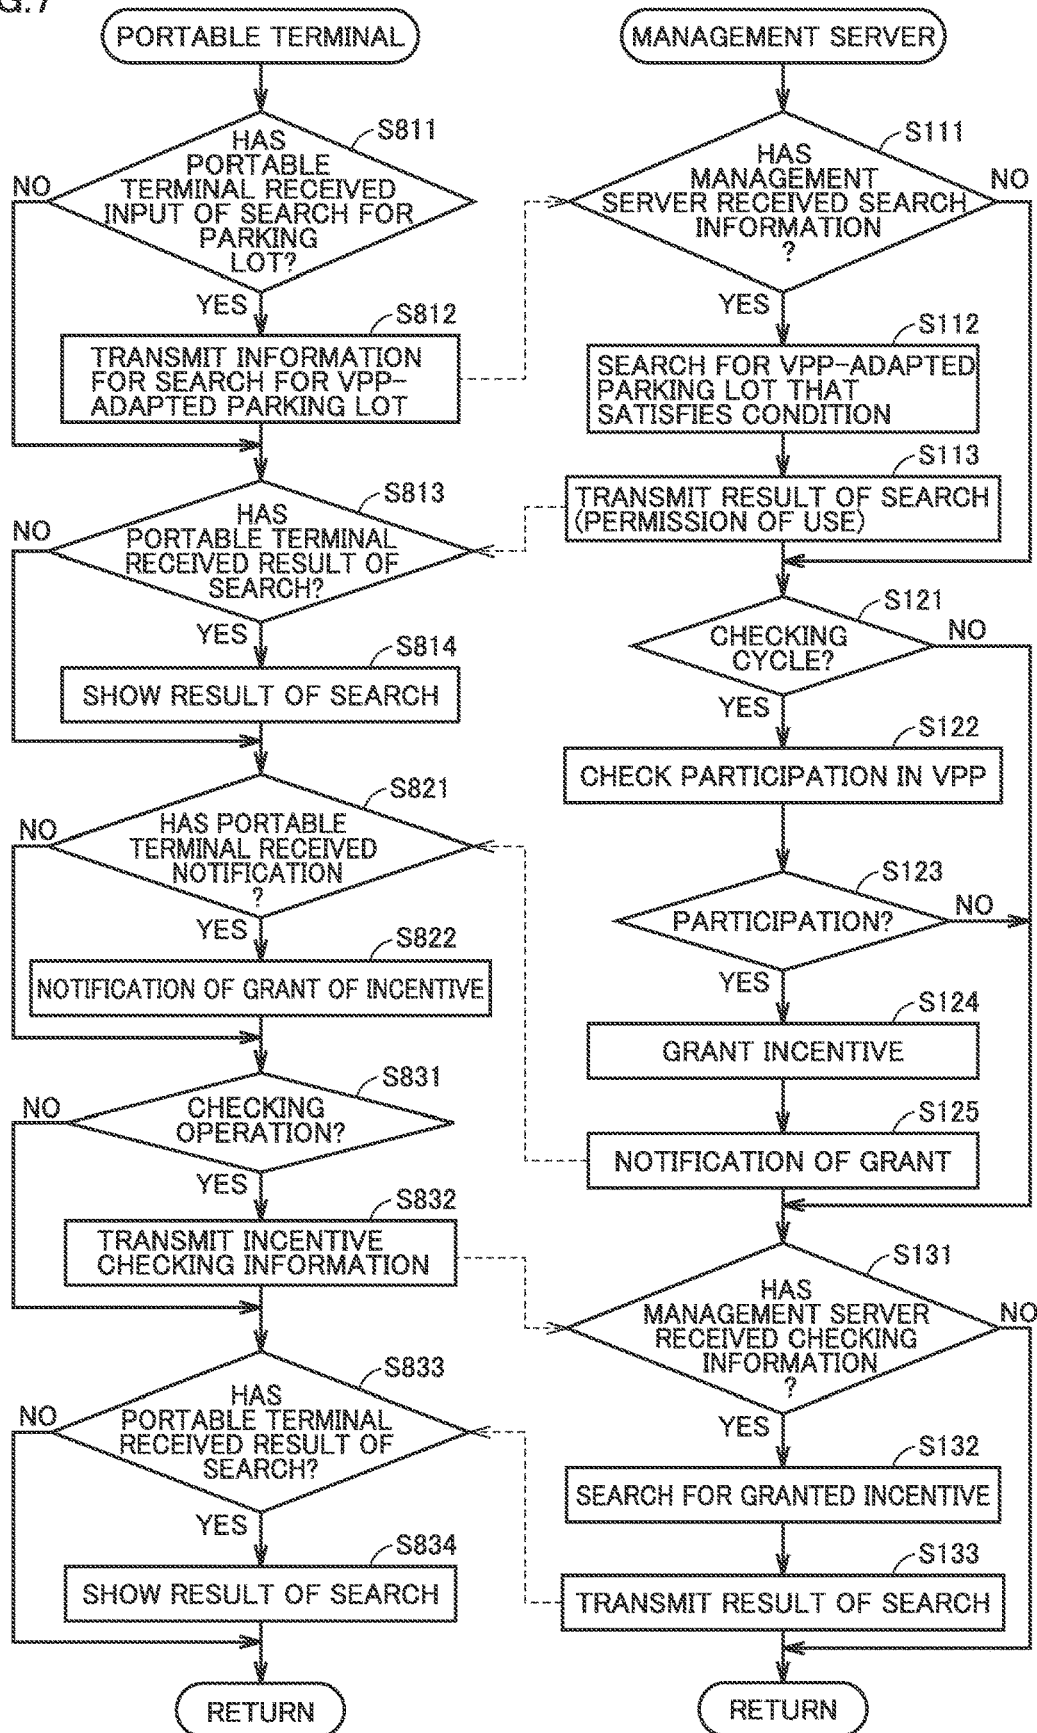 G.7
PORTABLE TERMINAL
S811
HAS
PORTABLE
TERMINAL RECEIVED
INPUT OF SEARCH FOR
PARKING
LOT?
NO
YES
S812
TRANSMIT INFORMATION
FOR SEARCH FOR VPP-
ADAPTED PARKING LOT
S813
HAS
PORTABLE TERMINAL
RECEIVED RESULT OF
SEARCH?
NO
YES
S814
SHOW RESULT OF SEARCH
S821
HAS PORTABLE
TERMINAL RECEIVED
NOTIFICATION
?
NO
YES
S822
NOTIFICATION OF GRANT OF INCENTIVE
S831
CHECKING
OPERATION?
NO
YES
S832
TRANSMIT INCENTIVE
CHECKING INFORMATION
S833
HAS
PORTABLE TERMINAL
RECEIVED RESULT OF
SEARCH?
NO
YES
S834
SHOW RESULT OF SEARCH
RETURN
MANAGEMENT SERVER
S111
HAS
MANAGEMENT
SERVER RECEIVED SEARCH
INFORMATION
?
NO
YES
S112
SEARCH FOR VPP-ADAPTED
PARKING LOT THAT
SATISFIES CONDITION
S113
TRANSMIT RESULT OF SEARCH
(PERMISSION OF USE)
S121
CHECKING
CYCLE?
NO
YES
S122
CHECK PARTICIPATION IN VPP
S123
PARTICIPATION?
NO
YES
S124
GRANT INCENTIVE
S125
NOTIFICATION OF GRANT
S131
HAS
MANAGEMENT SERVER
RECEIVED CHECKING
INFORMATION
?
NO
YES
S132
SEARCH FOR GRANTED INCENTIVE
S133
TRANSMIT RESULT OF SEARCH
RETURN